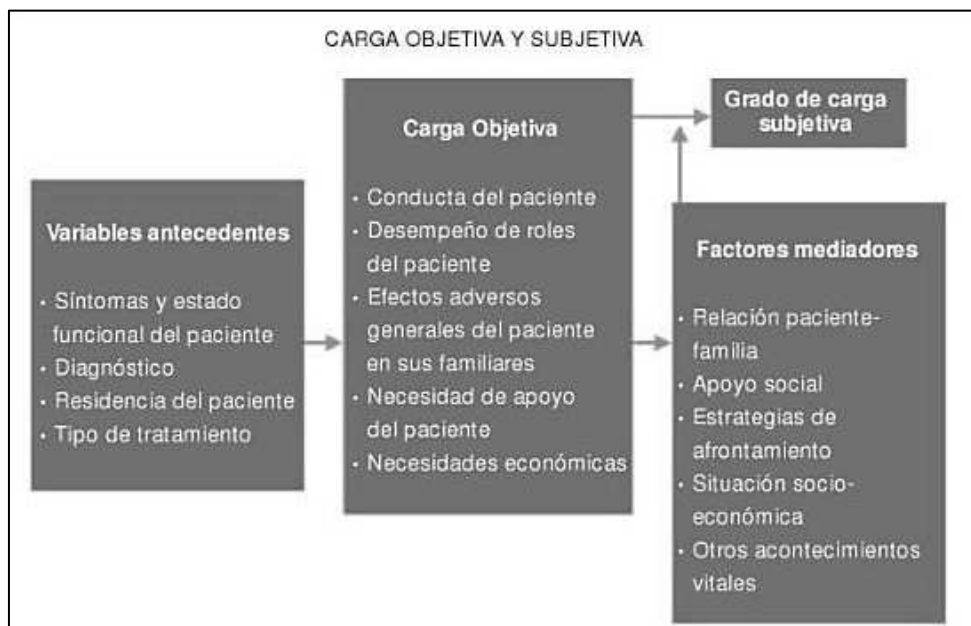 CARGA OBJETIVA Y SUBJETIVA
Variables antecedentes
• Síntomas y estado
funcional del paciente
• Diagnóstico
• Residencia del paciente
• Tipo de tratamiento
Carga Objetiva
• Conducta del paciente
• Desempeño de roles
del paciente
• Efectos adversos
generales del paciente
en sus familiares
• Necesidad de apoyo
del paciente
• Necesidades económicas
Grado de carga
subjetiva
Factores mediadores
• Relación paciente-
familia
• Apoyo social
• Estrategias de
afrontamiento
• Situación socio-
económica
• Otros acontecimientos
vitales